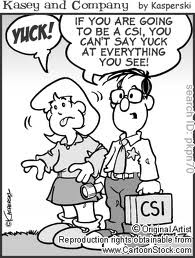 Kasey and Company by Kasperski
YUCK!
IF YOU ARE GOING
TO BE A CSI, YOU
CAN'T SAY YUCK
AT EVERYTHING
YOU SEE!
CSI
© Original Artist
Reproduction rights obtainable from
www.CartoonStock.com